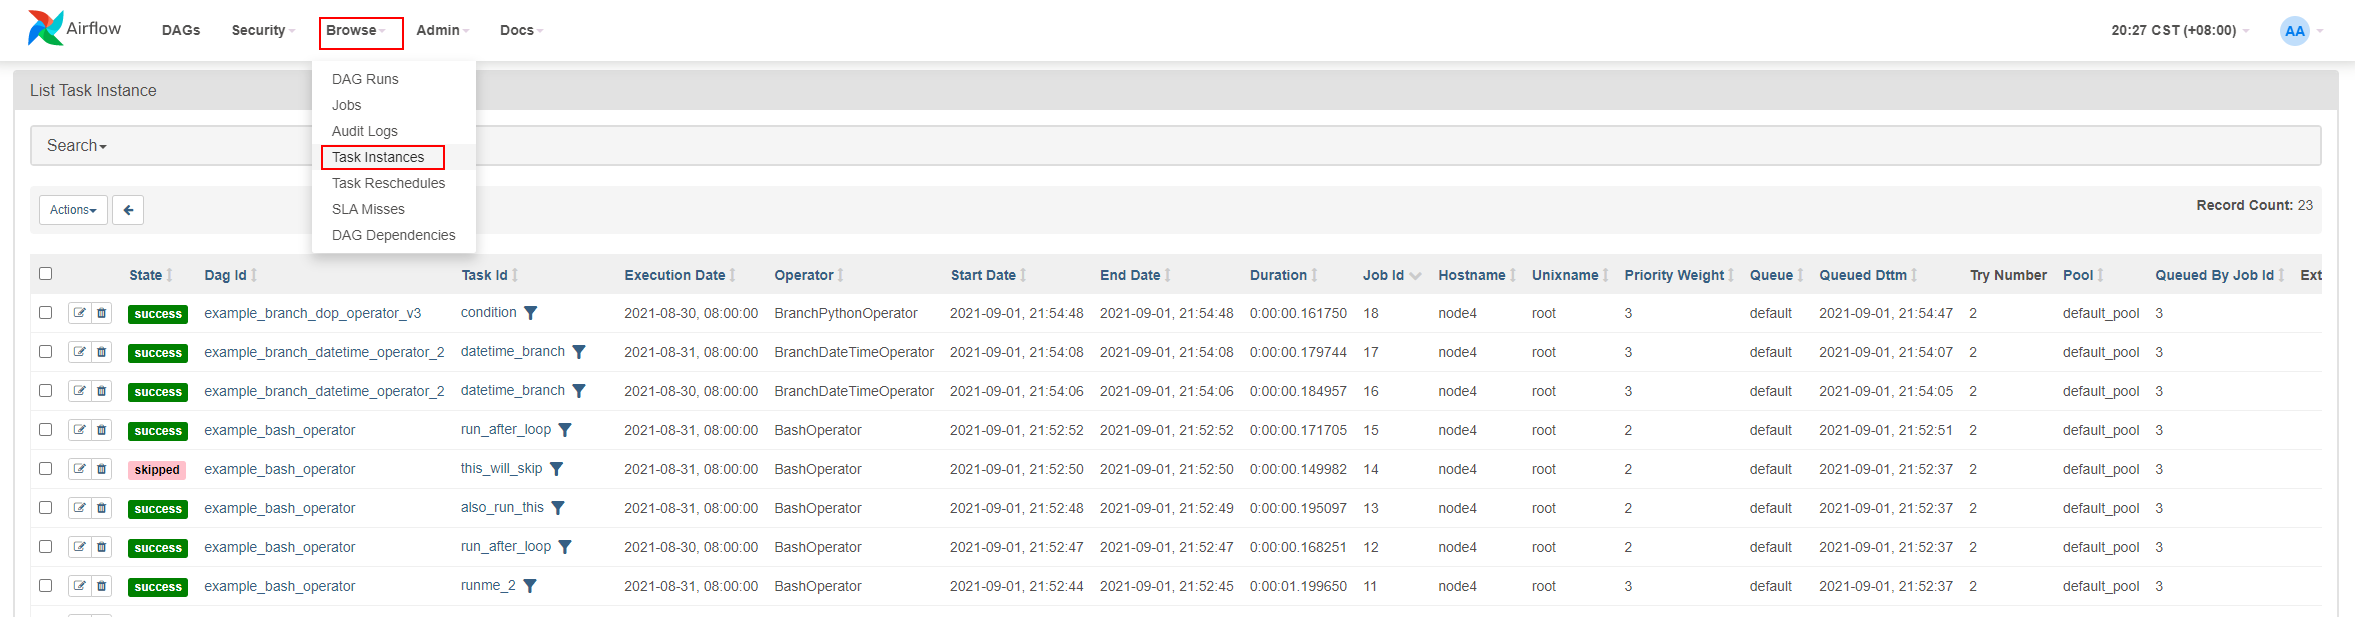 Airflow DAGs Security Browse Admin Docs 20:27 CST (+08:00) AA
DAG Runs
Jobs
Audit Logs
Task Instances
Task Reschedules
SLA Misses
DAG Dependencies
List Task Instance
Search
Actions
Record Count: 23
State Dag Id Task Id Execution Date Operator Start Date End Date Duration Job Id Hostname Unixname Priority Weight Queue Queued Dttm Try Number Pool Queued By Job Id Ext
success example_branch_dop_operator_v3 condition 2021-08-30, 08:00:00 BranchPythonOperator 2021-09-01, 21:54:48 2021-09-01, 21:54:48 0:00:00.161750 18 node4 root 3 default 2021-09-01, 21:54:47 2 default_pool 3
success example_branch_datetime_operator_2 datetime_branch 2021-08-31, 08:00:00 BranchDateTimeOperator 2021-09-01, 21:54:08 2021-09-01, 21:54:08 0:00:00.179744 17 node4 root 3 default 2021-09-01, 21:54:07 2 default_pool 3
success example_branch_datetime_operator_2 datetime_branch 2021-08-30, 08:00:00 BranchDateTimeOperator 2021-09-01, 21:54:06 2021-09-01, 21:54:06 0:00:00.184957 16 node4 root 3 default 2021-09-01, 21:54:05 2 default_pool 3
success example_bash_operator run_after_loop 2021-08-31, 08:00:00 BashOperator 2021-09-01, 21:52:52 2021-09-01, 21:52:52 0:00:00.171705 15 node4 root 2 default 2021-09-01, 21:52:51 2 default_pool 3
skipped example_bash_operator this_will_skip 2021-08-31, 08:00:00 BashOperator 2021-09-01, 21:52:50 2021-09-01, 21:52:50 0:00:00.149982 14 node4 root 2 default 2021-09-01, 21:52:37 2 default_pool 3
success example_bash_operator also_run_this 2021-08-31, 08:00:00 BashOperator 2021-09-01, 21:52:48 2021-09-01, 21:52:49 0:00:00.195097 13 node4 root 2 default 2021-09-01, 21:52:37 2 default_pool 3
success example_bash_operator run_after_loop 2021-08-30, 08:00:00 BashOperator 2021-09-01, 21:52:47 2021-09-01, 21:52:47 0:00:00.168251 12 node4 root 2 default 2021-09-01, 21:52:37 2 default_pool 3
success example_bash_operator runme_2 2021-08-31, 08:00:00 BashOperator 2021-09-01, 21:52:44 2021-09-01, 21:52:45 0:00:01.199650 11 node4 root 3 default 2021-09-01, 21:52:37 2 default_pool 3